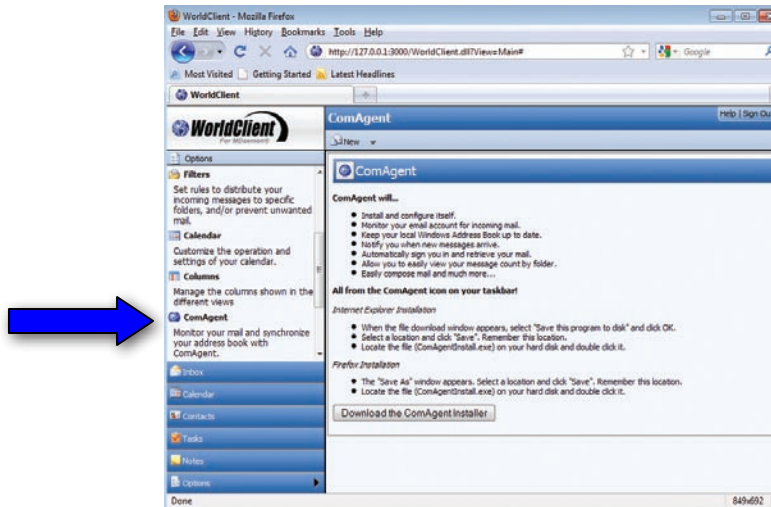 WorldClient - Mozilla Firefox
File Edit View History Bookmarks Tools Help
http://127.0.0.1:3000/WorldClient.dll?View=Main#
Google
Most Visited Getting Started Latest Headlines
WorldClient
WorldClient
For MDaemon®
ComAgent
Help | Sign Ou
New
Options
Filters
Set rules to distribute your
incoming messages to specific
folders, and/or prevent unwanted
mail.
Calendar
Customize the operation and
settings of your calendar.
Columns
Manage the columns shown in the
different views
ComAgent
Monitor your mail and synchronize
your address book with
ComAgent.
Inbox
Calendar
Contacts
Tasks
Notes
Options
ComAgent
ComAgent will...
Install and configure itself.
Monitor your email account for incoming mail.
Keep your local Windows Address Book up to date.
Notify you when new messages arrive.
Automatically sign you in and retrieve your mail.
Allow you to easily view your message count by folder.
Easily compose mail and much more...
All from the ComAgent icon on your taskbar!
Internet Explorer Installation
When the file download window appears, select "Save this program to disk" and click OK.
Select a location and click "Save". Remember this location.
Locate the file (ComAgentInstall.exe) on your hard disk and double click it.
Firefox Installation
The "Save As" window appears. Select a location and click "Save". Remember this location.
Locate the file (ComAgentInstall.exe) on your hard disk and double click it.
Download the ComAgent Installer
Done
849x692